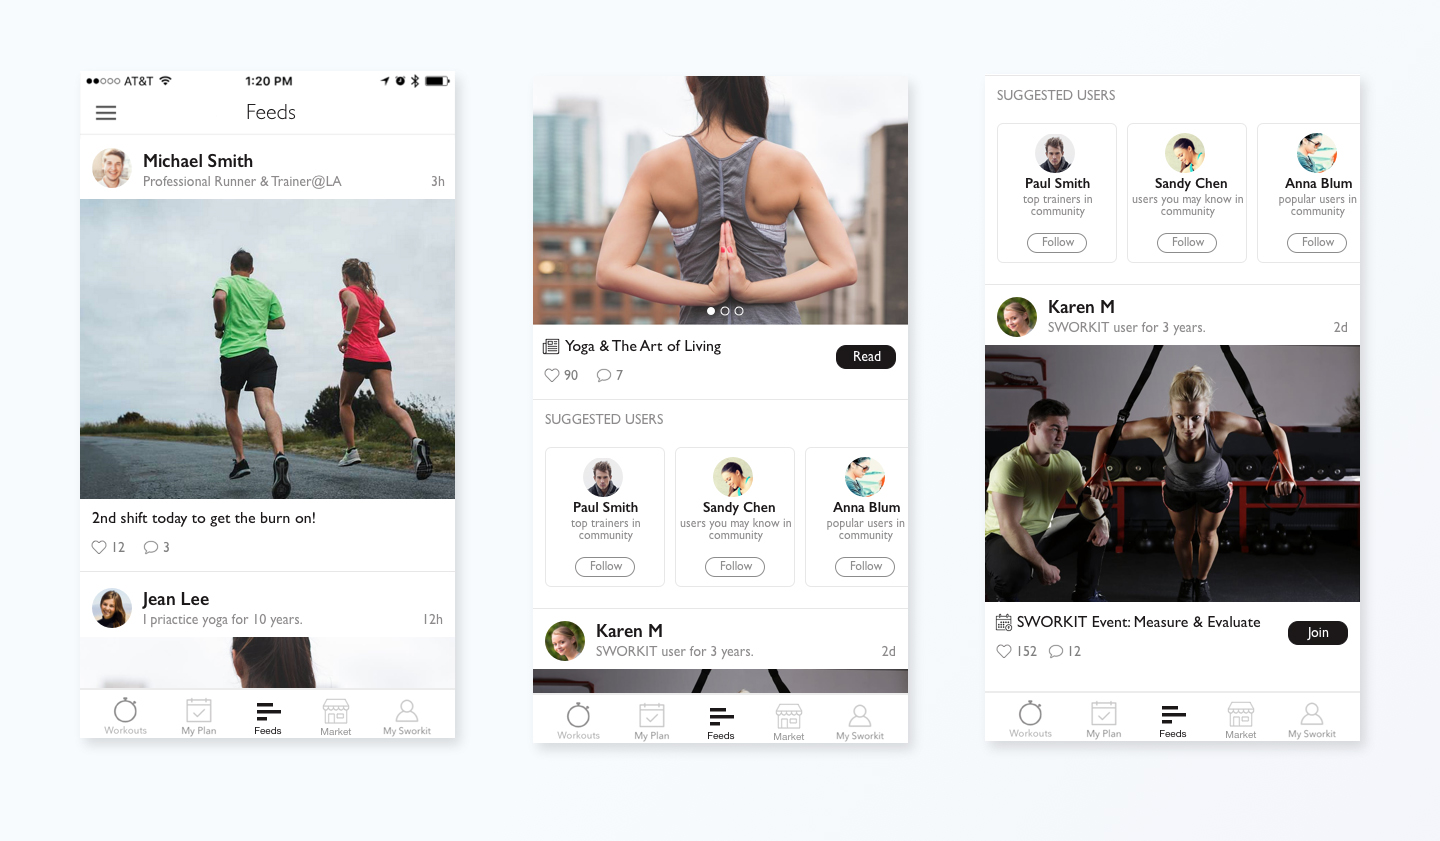 AT&T 1:20 PM
Feeds
Michael Smith
Professional Runner & Trainer@LA 3h
2nd shift today to get the burn on!
12 3
Jean Lee
I priactice yoga for 10 years. 12h
Workouts My Plan Feeds Market My Sworkit
Yoga & The Art of Living
Read
90 7
SUGGESTED USERS
Paul Smith Sandy Chen Anna Blum
top trainers in users you may know in popular users in
community community community
Follow Follow Follow
Karen M
SWORKIT user for 3 years. 2d
Workouts My Plan Feeds Market My Sworkit
SUGGESTED USERS
Paul Smith Sandy Chen Anna Blum
top trainers in users you may know in popular users in
community community community
Follow Follow Follow
Karen M
SWORKIT user for 3 years. 2d
SWORKIT Event: Measure & Evaluate
Join
152 12
Workouts My Plan Feeds Market My Sworkit